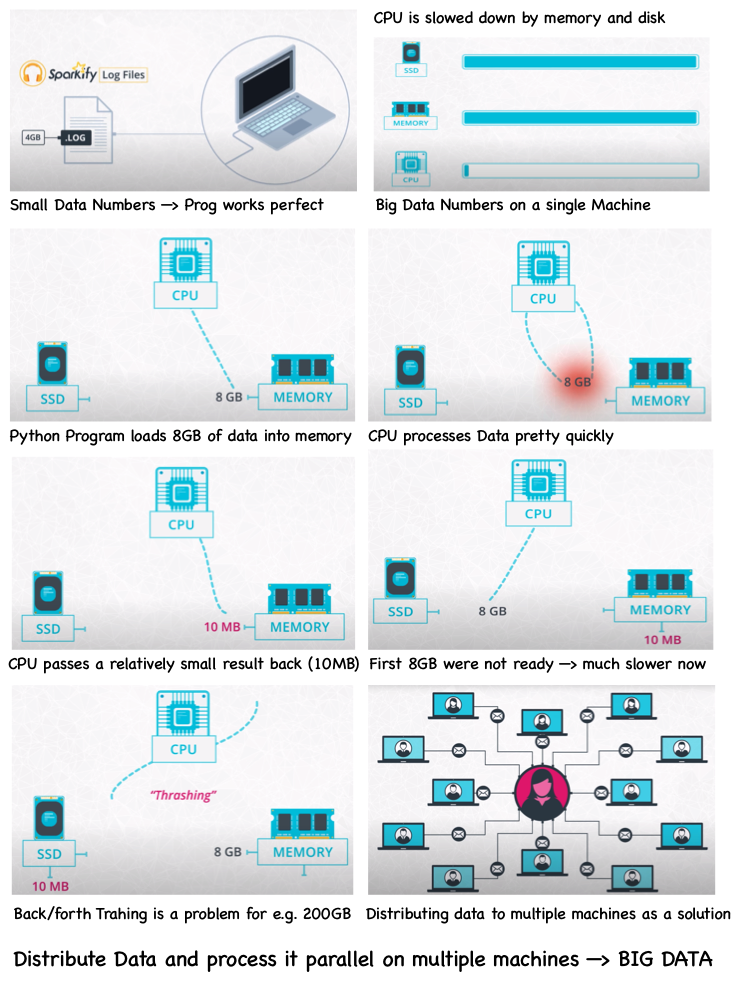 CPU is slowed down by memory and disk
Sparkify Log Files
4GB .LOG
SSD
MEMORY
CPU
Small Data Numbers —> Prog works perfect
Big Data Numbers on a single Machine
CPU
8 GB
SSD
MEMORY
Python Program loads 8GB of data into memory
CPU
8 GB
SSD
MEMORY
CPU processes Data pretty quickly
CPU
SSD
10 MB
MEMORY
CPU passes a relatively small result back (10MB)
CPU
SSD
8 GB
MEMORY
10 MB
First 8GB were not ready —> much slower now
CPU
"Thrashing"
SSD
8 GB
MEMORY
10 MB
Back/forth Trahing is a problem for e.g. 200GB
Distributing data to multiple machines as a solution
Distribute Data and process it parallel on multiple machines —> BIG DATA